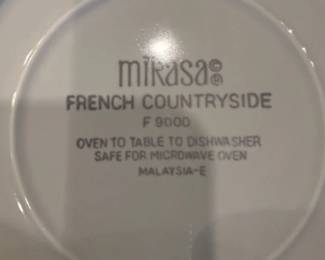 mikasa©®
FRENCH COUNTRYSIDE
F 9000
OVEN TO TABLE TO DISHWASHER
SAFE FOR MICROWAVE OVEN
MALAYSIA-E